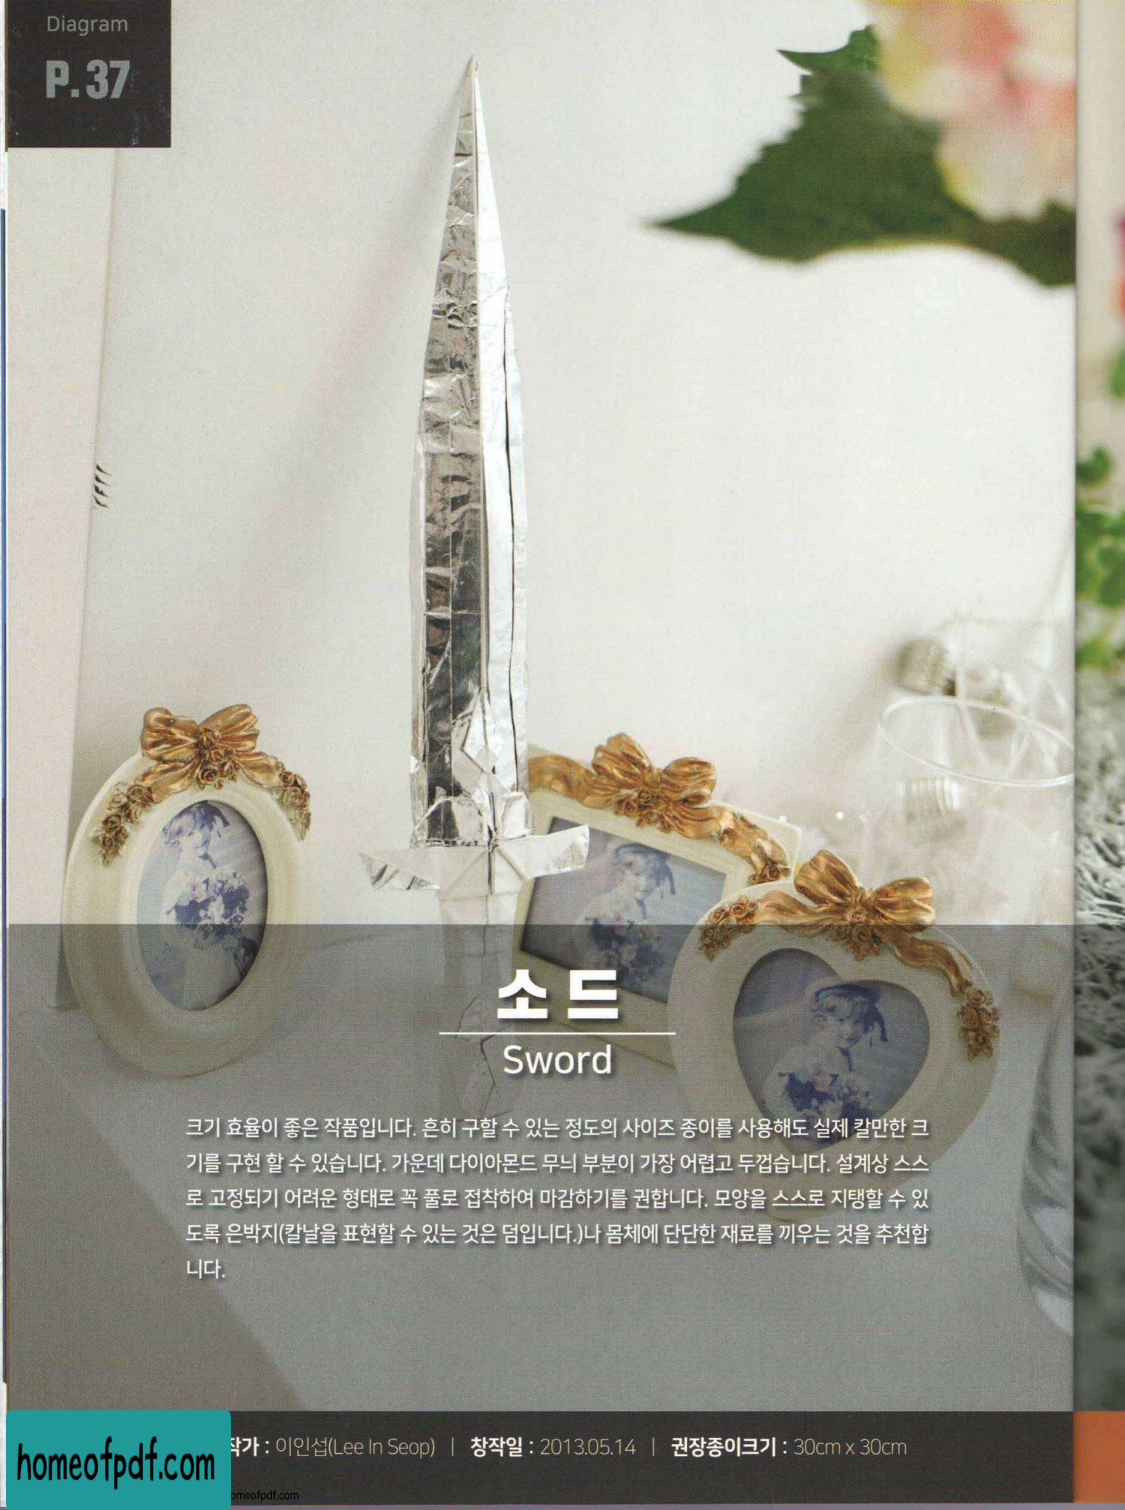 Diagram
P.37
소드
Sword
크기 효율이 좋은 작품입니다. 흔히 구할 수 있는 정도의 사이즈 종이를 사용해도 실제 칼만한 크
기를 구현 할 수 있습니다. 가운데 다이아몬드 무늬 부분이 가장 어렵고 두껍습니다. 설계상 스스
로 고정되기 어려운 형태로 꼭 풀로 접착하여 마감하기를 권합니다. 모양을 스스로 지탱할 수 있
도록 은박지(칼날을 표현할 수 있는 것은 덤입니다.)나 몸체에 단단한 재료를 끼우는 것을 추천합
니다.
작가 : 이인섭(Lee In Seop) | 창작일 : 2013.05.14 | 권장종이크기 : 30cm x 30cm
homeofpdf.com
omeofpdf.com